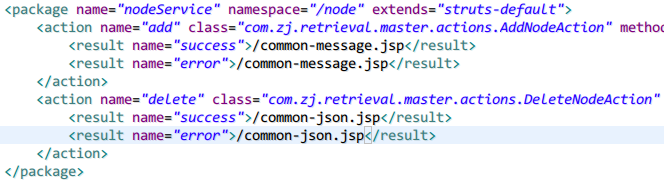 <package name="nodeService" namespace="/node" extends="struts-default">
<action name="add" class="com.zj.retrieval.master.actions.AddNodeAction" metho
<result name="success">/common-message.jsp</result>
<result name="error">/common-message.jsp</result>
</action>
<action name="delete" class="com.zj.retrieval.master.actions.DeleteNodeAction"
<result name="success">/common-json.jsp</result>
<result name="error">/common-json.jsp</result>
</action>
</package>